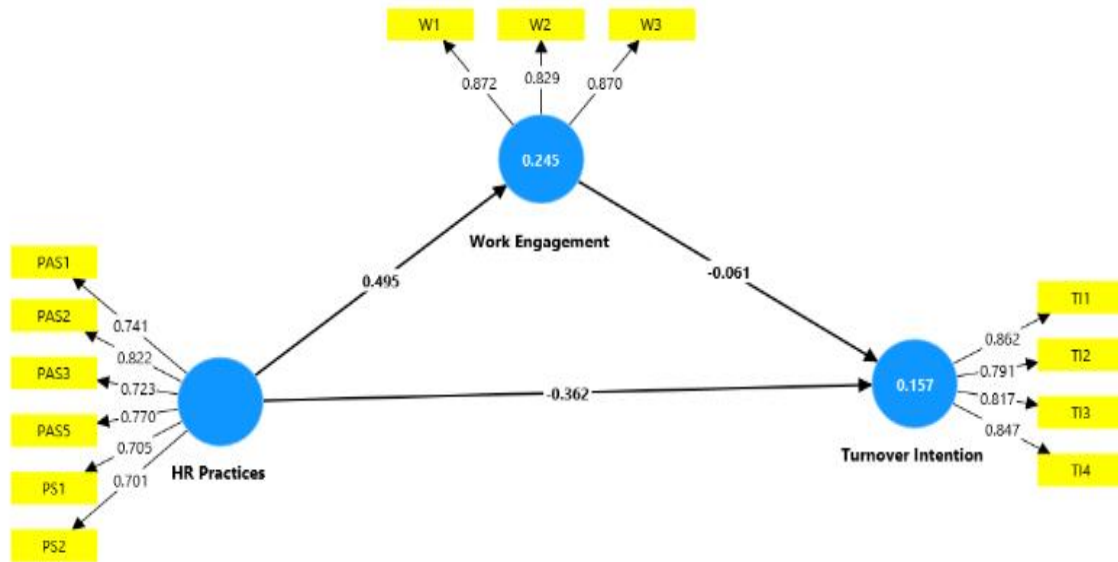 W1 W2 W3
0.872 0.829 0.870
0.245
Work Engagement
PAS1
PAS2
PAS3
PAS5
PS1
PS2
0.741
0.822
0.723
0.770
0.705
0.701
HR Practices
0.495
-0.061
-0.362
0.157
Turnover Intention
0.862
0.791
0.817
0.847
TI1
TI2
TI3
TI4